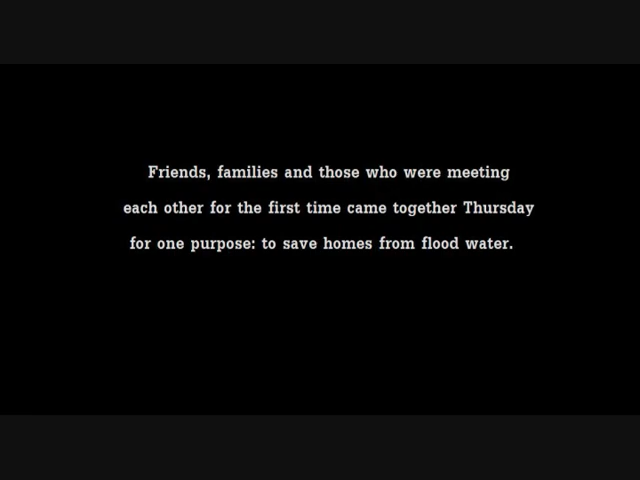 Friends, families and those who were meeting
each other for the first time came together Thursday
for one purpose: to save homes from flood water.